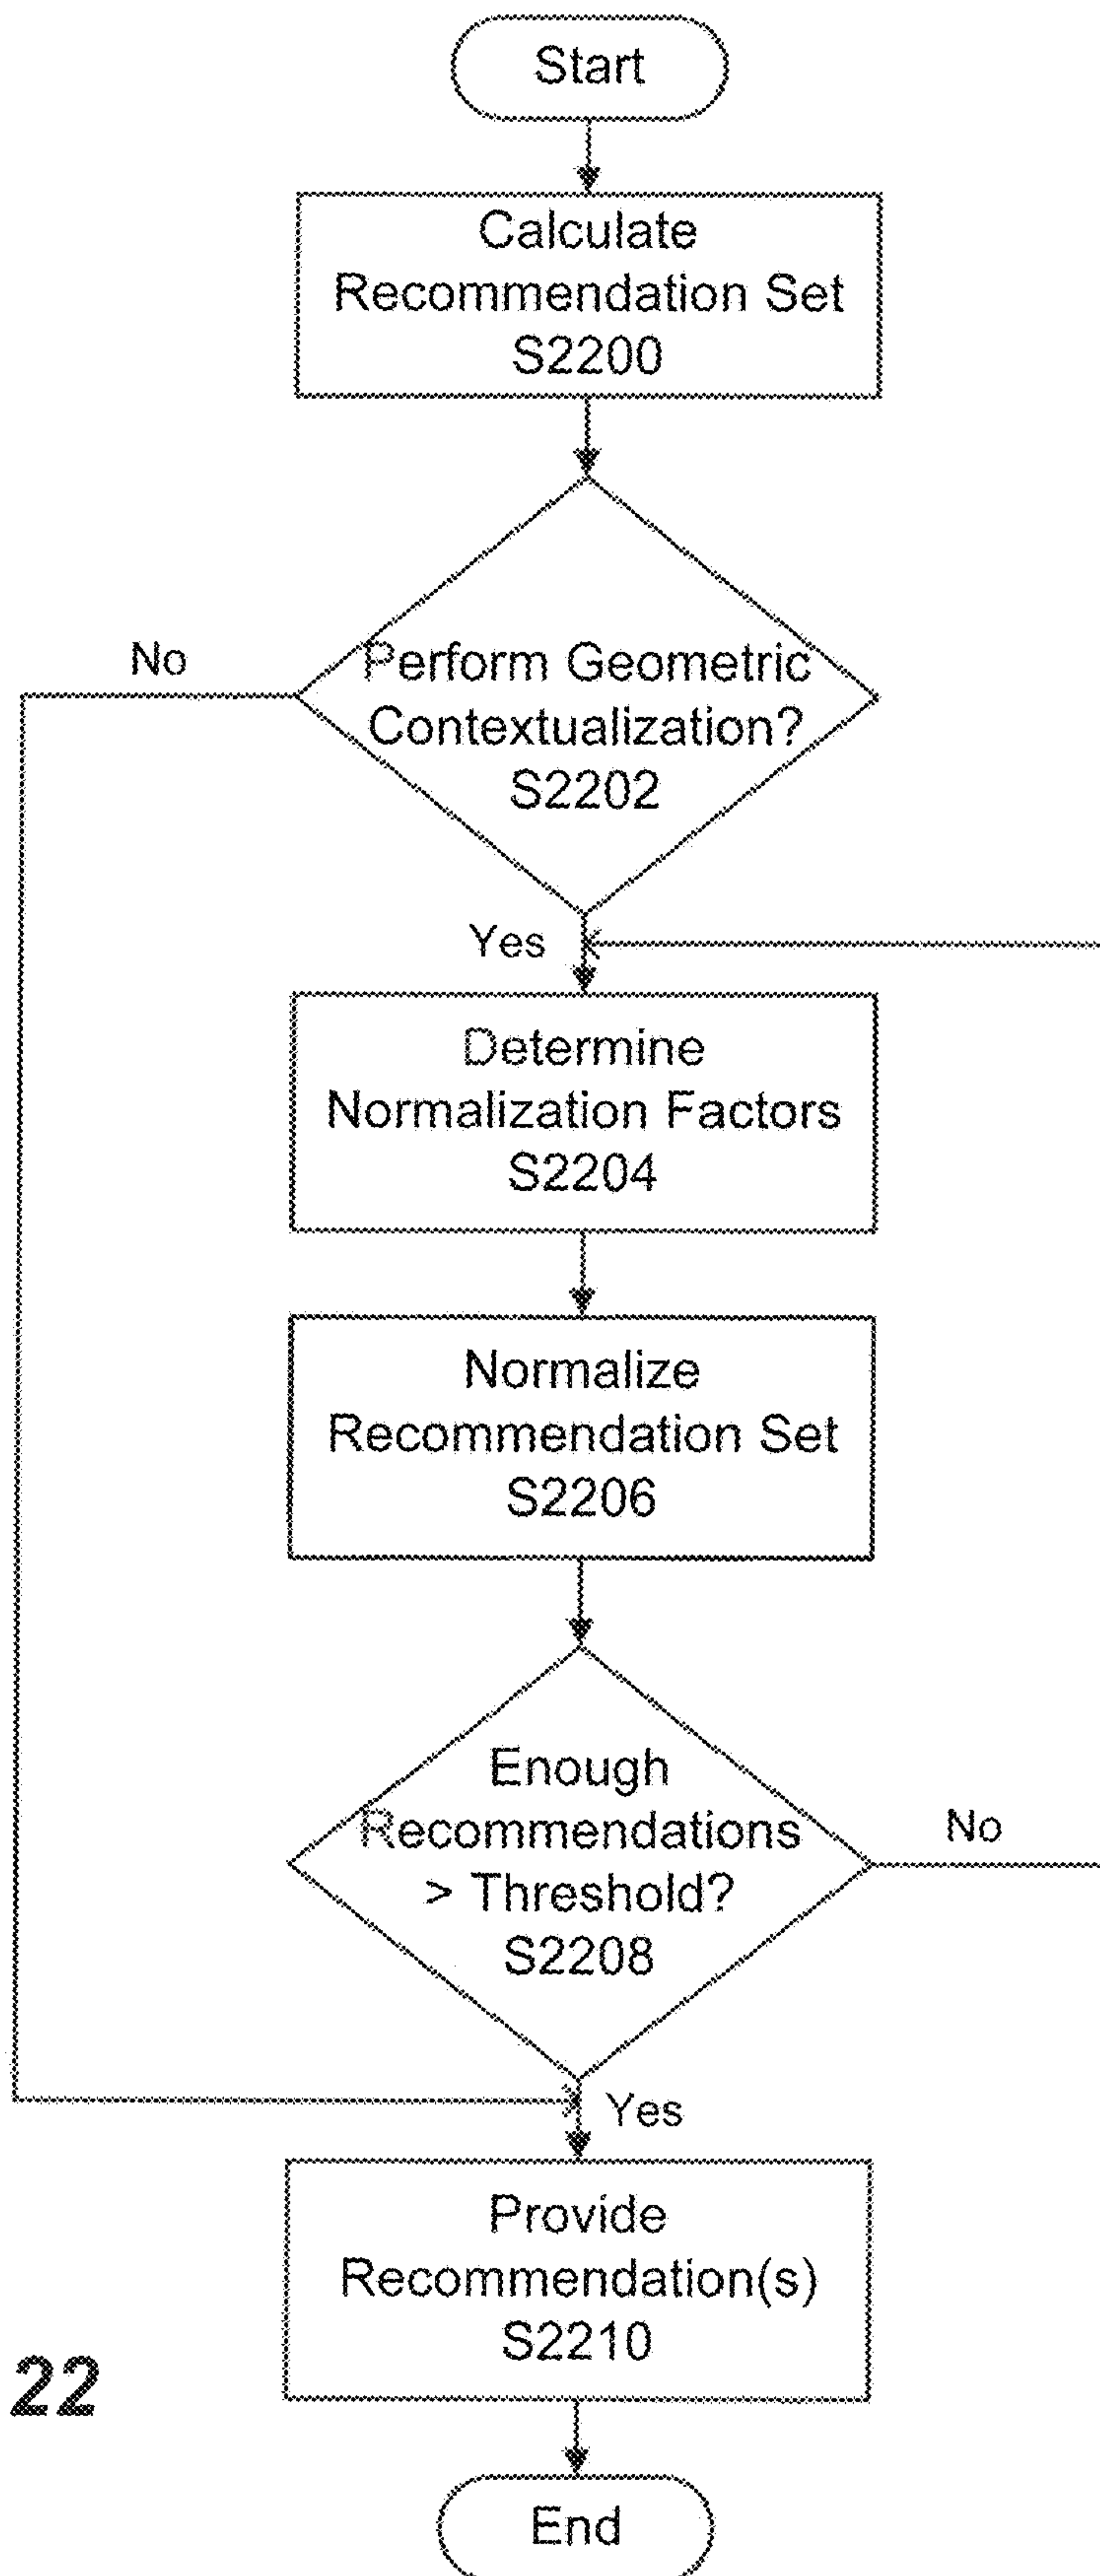 Start
Calculate
Recommendation Set
S2200
No
Perform Geometric
Contextualization?
S2202
Yes
Determine
Normalization Factors
S2204
Normalize
Recommendation Set
S2206
Enough
Recommendations
> Threshold?
S2208
No
Yes
Provide
Recommendation(s)
S2210
22
End